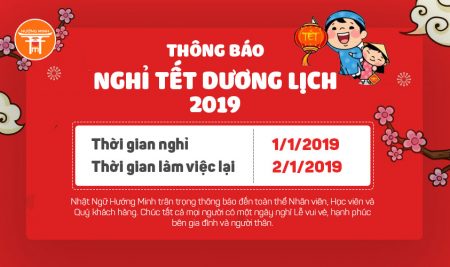 HƯỚNG MINH
THÔNG BÁO
TẾT
NGHỈ TẾT DƯƠNG LỊCH
2019
Thời gian nghỉ 1/1/2019
Thời gian làm việc lại 2/1/2019
Nhật Ngữ Hướng Minh trân trọng thông báo đến toàn thể Nhân viên, Học viên và
Quý khách hàng. Chúc tất cả mọi người có một ngày nghỉ Lễ vui vẻ, hạnh phúc
bên gia đình và người thân.